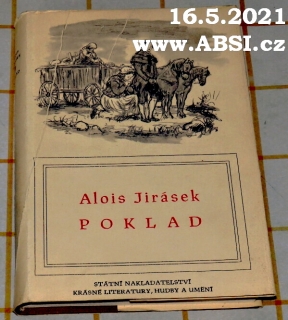 16.5.2021
www.ABSI.cz
Alois Jirásek
POKLAD
STÁTNÍ NAKLADATELSTVÍ
KRÁSNÉ LITERATURY, HUDBY A UMĚNÍ